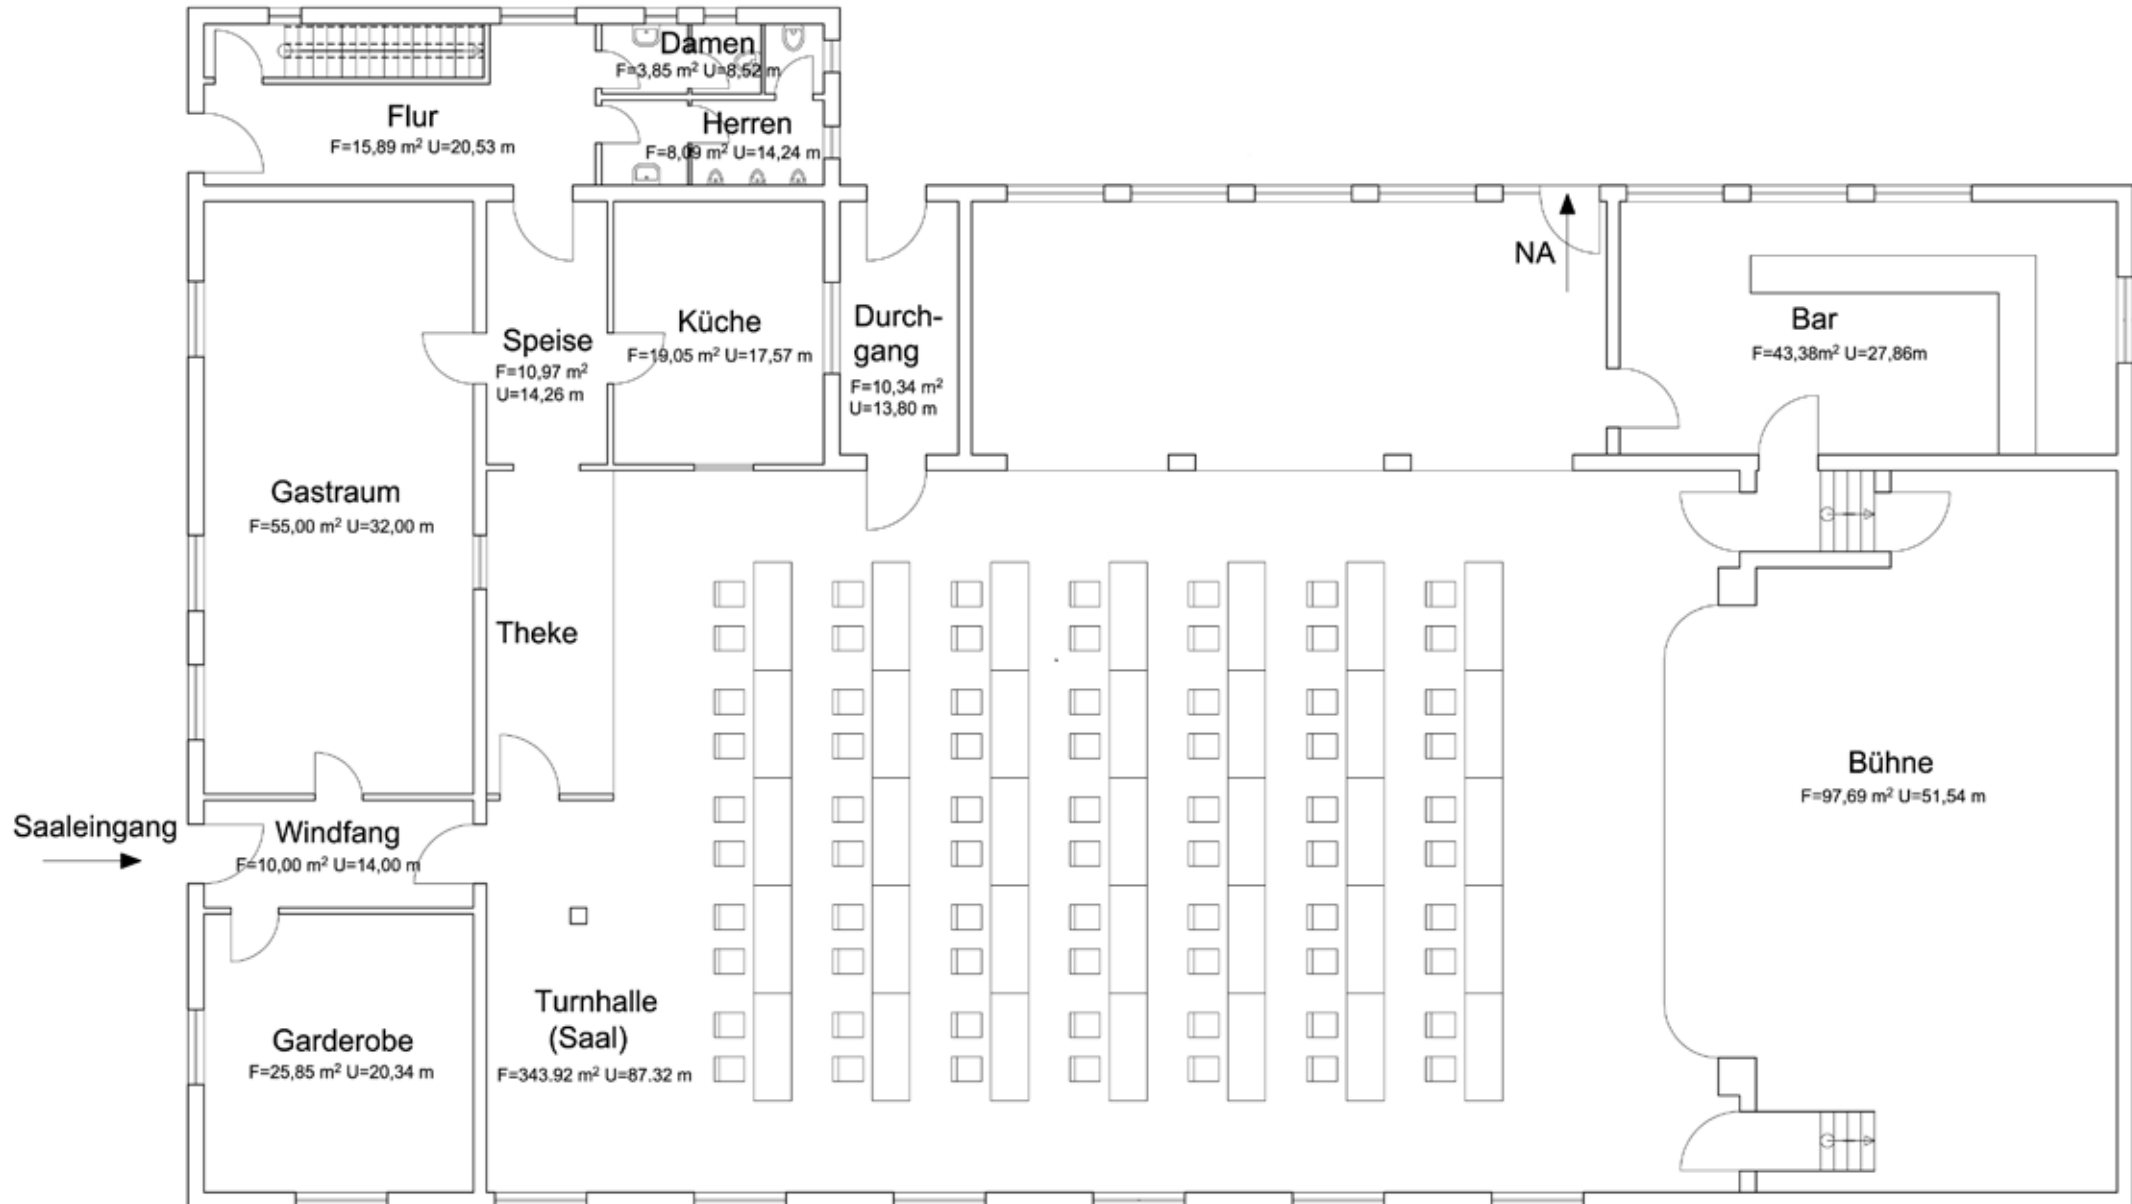 Damen
F=3,85 m² U=8,52 m
Flur
F=15,89 m² U=20,53 m
Herren
F=8,09 m² U=14,24 m
NA
Speise
F=10,97 m²
U=14,26 m
Küche
F=19,05 m² U=17,57 m
Durch-
gang
F=10,34 m²
U=13,80 m
Bar
F=43,38m² U=27,86m
Gastraum
F=55,00 m² U=32,00 m
Theke
Bühne
F=97,69 m² U=51,54 m
Saaleingang
Windfang
F=10,00 m² U=14,00 m
Garderobe
F=25,85 m² U=20,34 m
Turnhalle
(Saal)
F=343.92 m² U=87.32 m